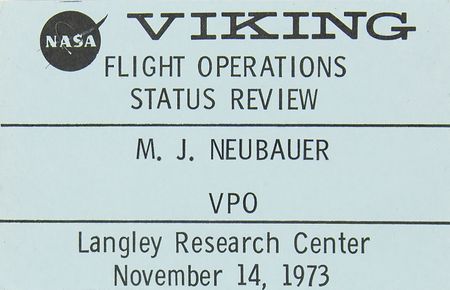 NASA
VIKING
FLIGHT OPERATIONS
STATUS REVIEW
M. J. NEUBAUER
VPO
Langley Research Center
November 14, 1973